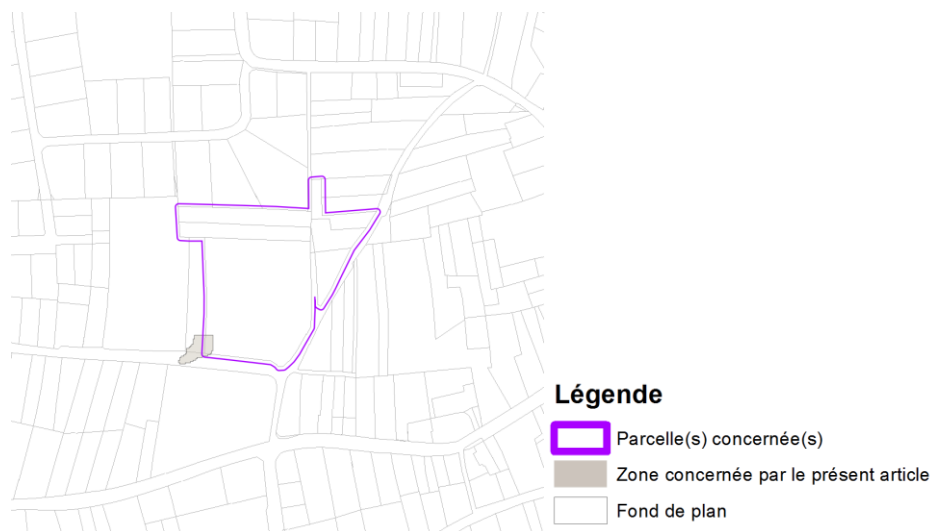 Légende
Parcelle(s) concernée(s)
Zone concernée par le présent article
Fond de plan